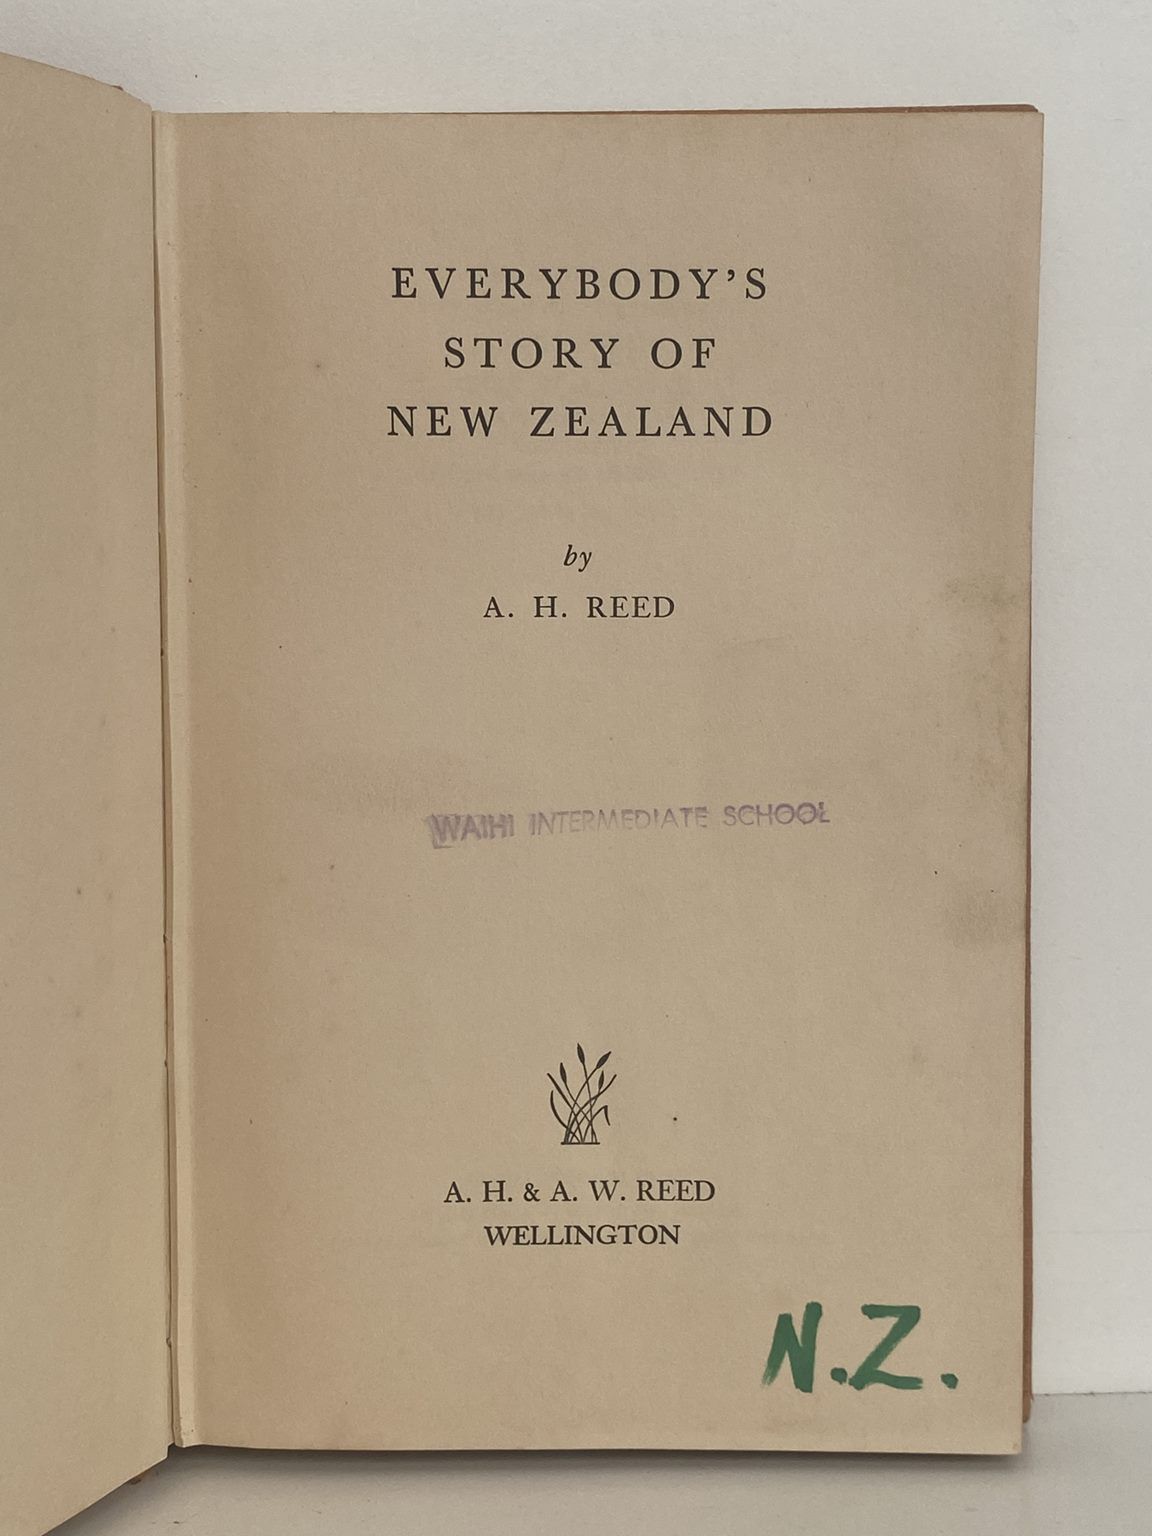 EVERYBODY'S
STORY OF
NEW ZEALAND
by
A. H. REED
WAIHI INTERMEDIATE SCHOOL
A. H. & A. W. REED
WELLINGTON
N.Z.